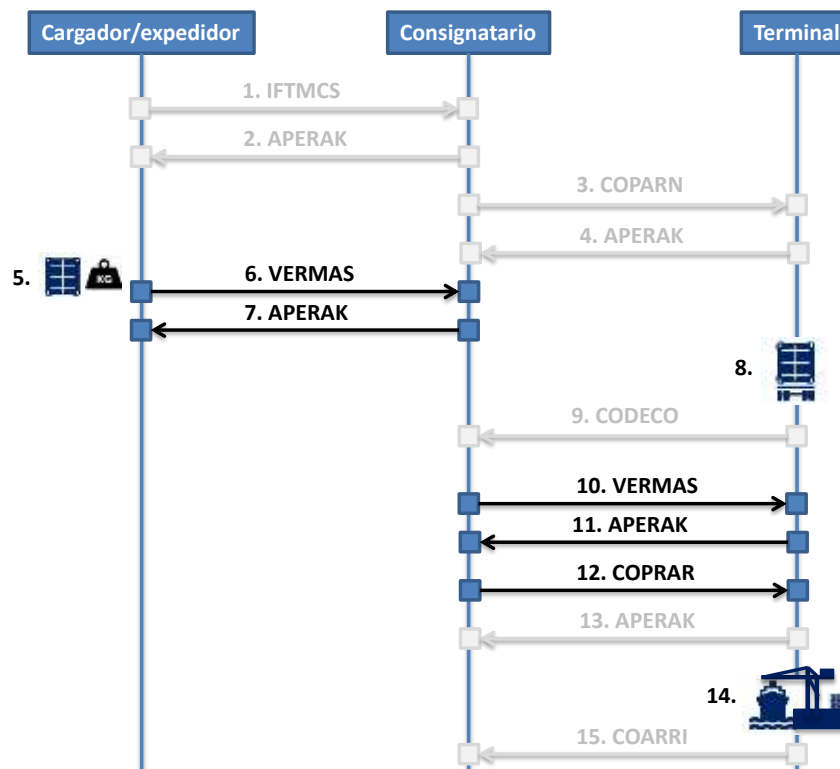 Cargador/expedidor
Consignatario
Terminal
1. IFTMCS
2. APERAK
3. COPARN
4. APERAK
5.
KG
6. VERMAS
7. APERAK
8.
9. CODECO
10. VERMAS
11. APERAK
12. COPRAR
13. APERAK
14.
15. COARRI